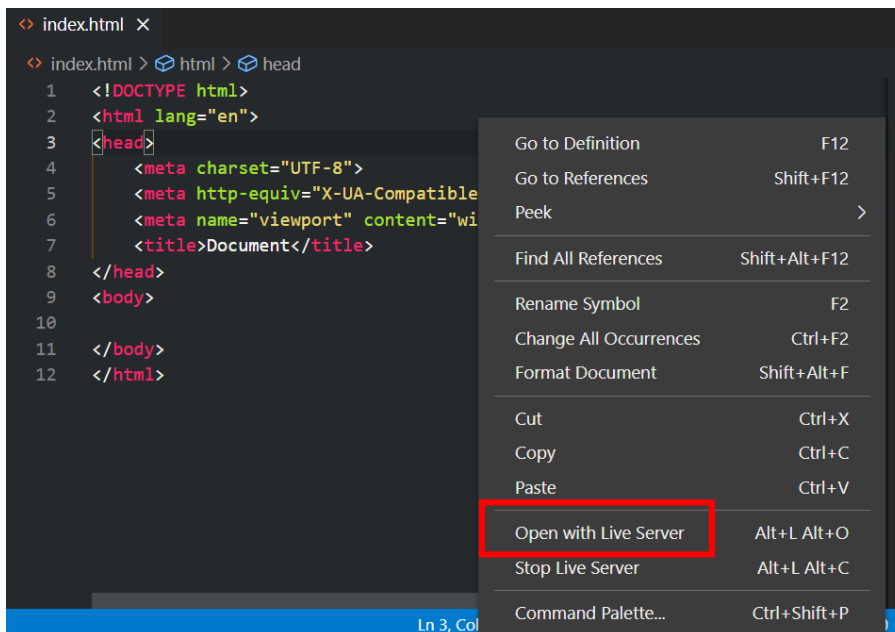 index.html
index.html > html > head
1 <!DOCTYPE html>
2 <html lang="en">
3 <head>
4 <meta charset="UTF-8">
5 <meta http-equiv="X-UA-Compatible
6 <meta name="viewport" content="wi
7 <title>Document</title>
8 </head>
9 <body>
10
11 </body>
12 </html>
Go to Definition F12
Go to References Shift+F12
Peek
Find All References Shift+Alt+F12
Rename Symbol F2
Change All Occurrences Ctrl+F2
Format Document Shift+Alt+F
Cut Ctrl+X
Copy Ctrl+C
Paste Ctrl+V
Open with Live Server Alt+L Alt+O
Stop Live Server Alt+L Alt+C
Command Palette... Ctrl+Shift+P
Ln 3, Col